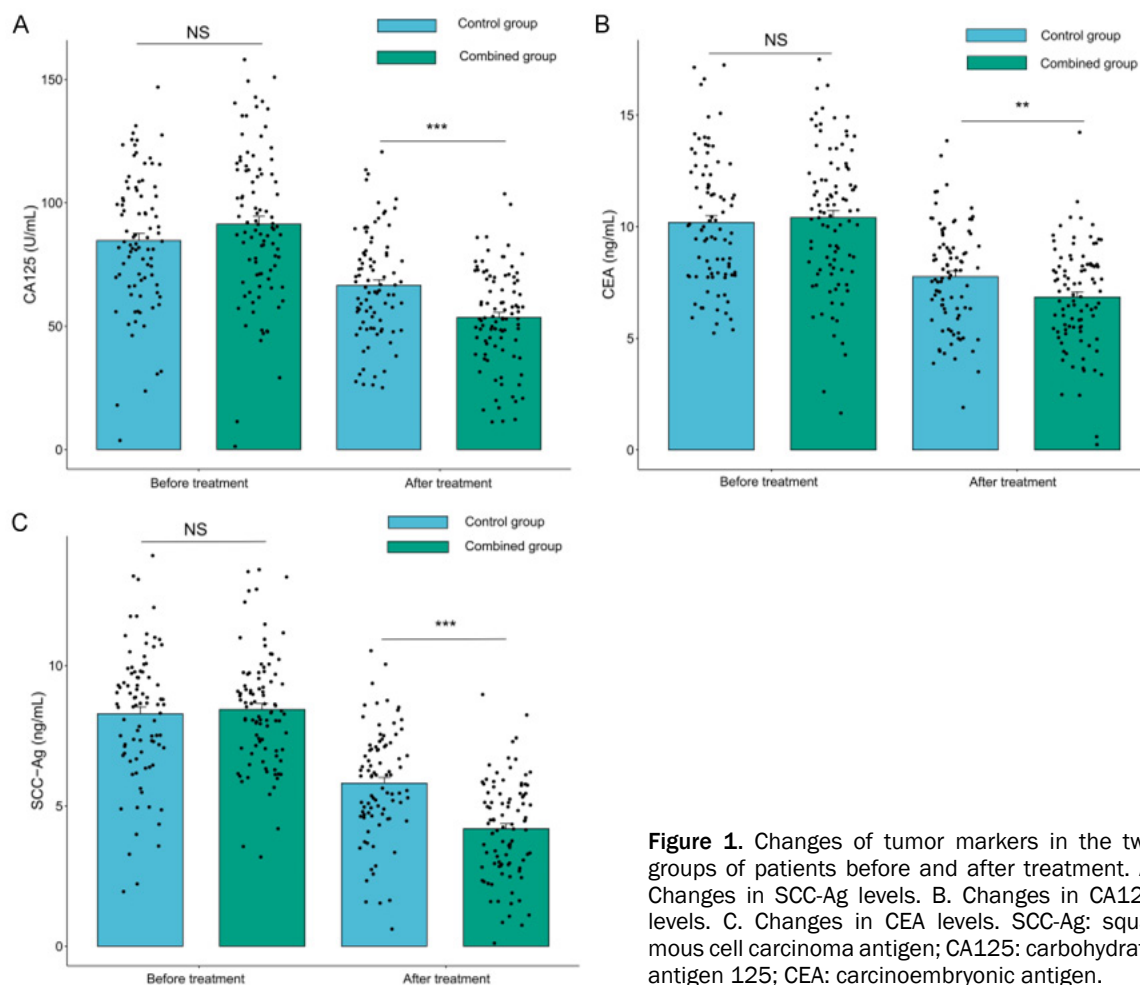 A
Control group
Combined group
NS
***
150
100
50
0
CA125 (U/mL)
Before treatment
After treatment
B
Control group
Combined group
NS
**
15
10
5
0
CEA (ng/mL)
Before treatment
After treatment
C
Control group
Combined group
NS
***
10
5
0
SCC-Ag (ng/mL)
Before treatment
After treatment
Figure 1. Changes of tumor markers in the tw
groups of patients before and after treatment.
Changes in SCC-Ag levels. B. Changes in CA12
levels. C. Changes in CEA levels. SCC-Ag: squ
mous cell carcinoma antigen; CA125: carbohydrat
antigen 125; CEA: carcinoembryonic antigen.